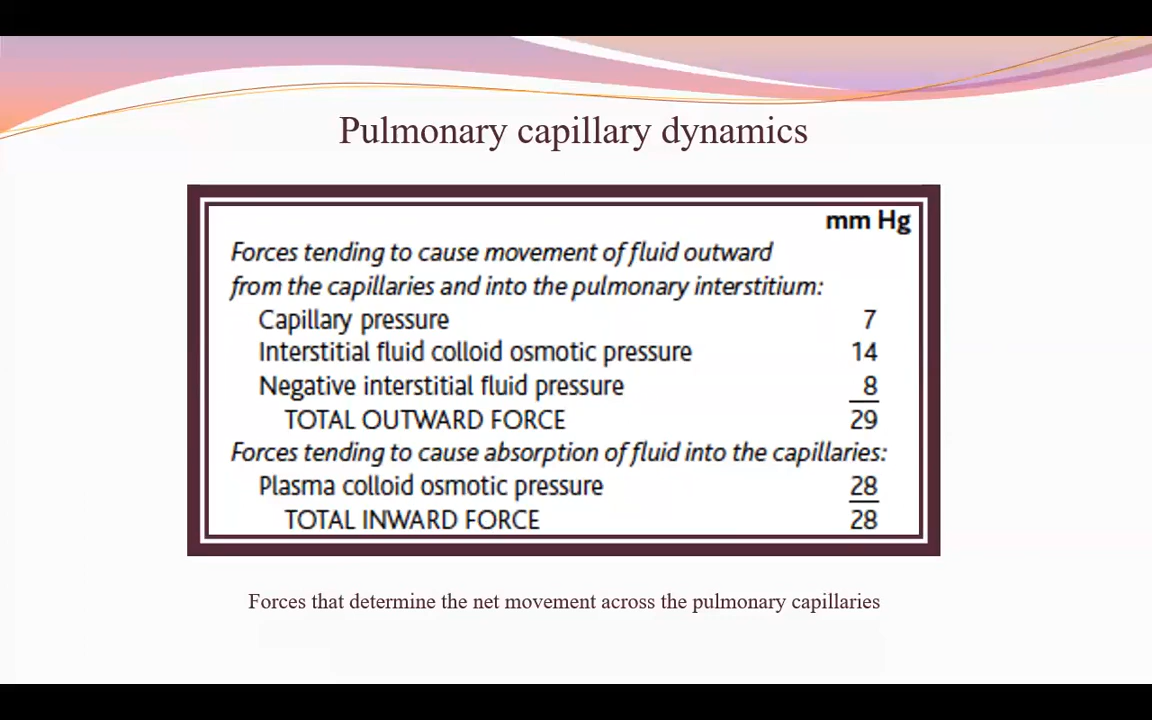 Pulmonary capillary dynamics
mm Hg
Forces tending to cause movement of fluid outward
from the capillaries and into the pulmonary interstitium:
Capillary pressure 7
Interstitial fluid colloid osmotic pressure 14
Negative interstitial fluid pressure 8
TOTAL OUTWARD FORCE 29
Forces tending to cause absorption of fluid into the capillaries:
Plasma colloid osmotic pressure 28
TOTAL INWARD FORCE 28
Forces that determine the net movement across the pulmonary capillaries